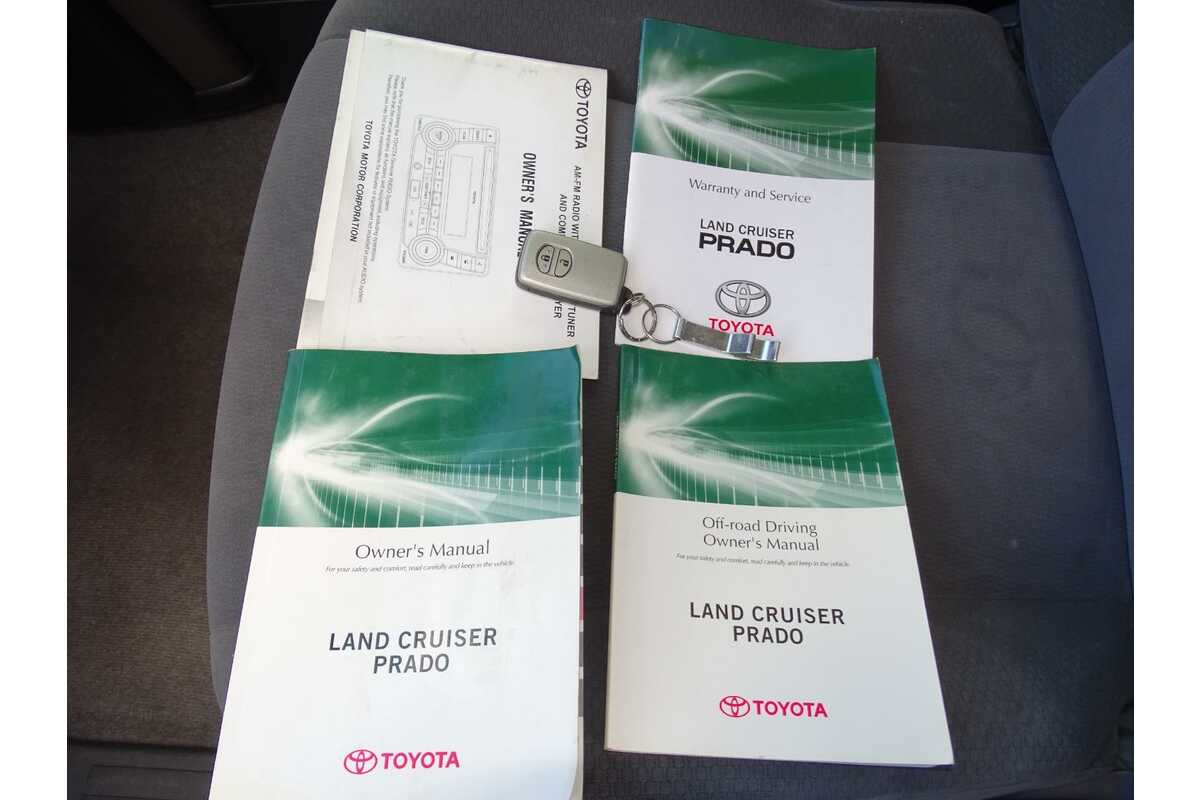 TOYOTA
AM-FM RADIO WIT
TUNER
AND COM
YER
OWNER'S MANUAL
TOYOTA MOTOR CORPORATION
Warranty and Service
LAND CRUISER
PRADO
TOYOTA
Owner's Manual
For your safety and comfort, read carefully and keep in the vehicle.
LAND CRUISER
PRADO
TOYOTA
Off-road Driving
Owner's Manual
For your safety and comfort, read carefully and keep in the vehicle.
LAND CRUISER
PRADO
TOYOTA